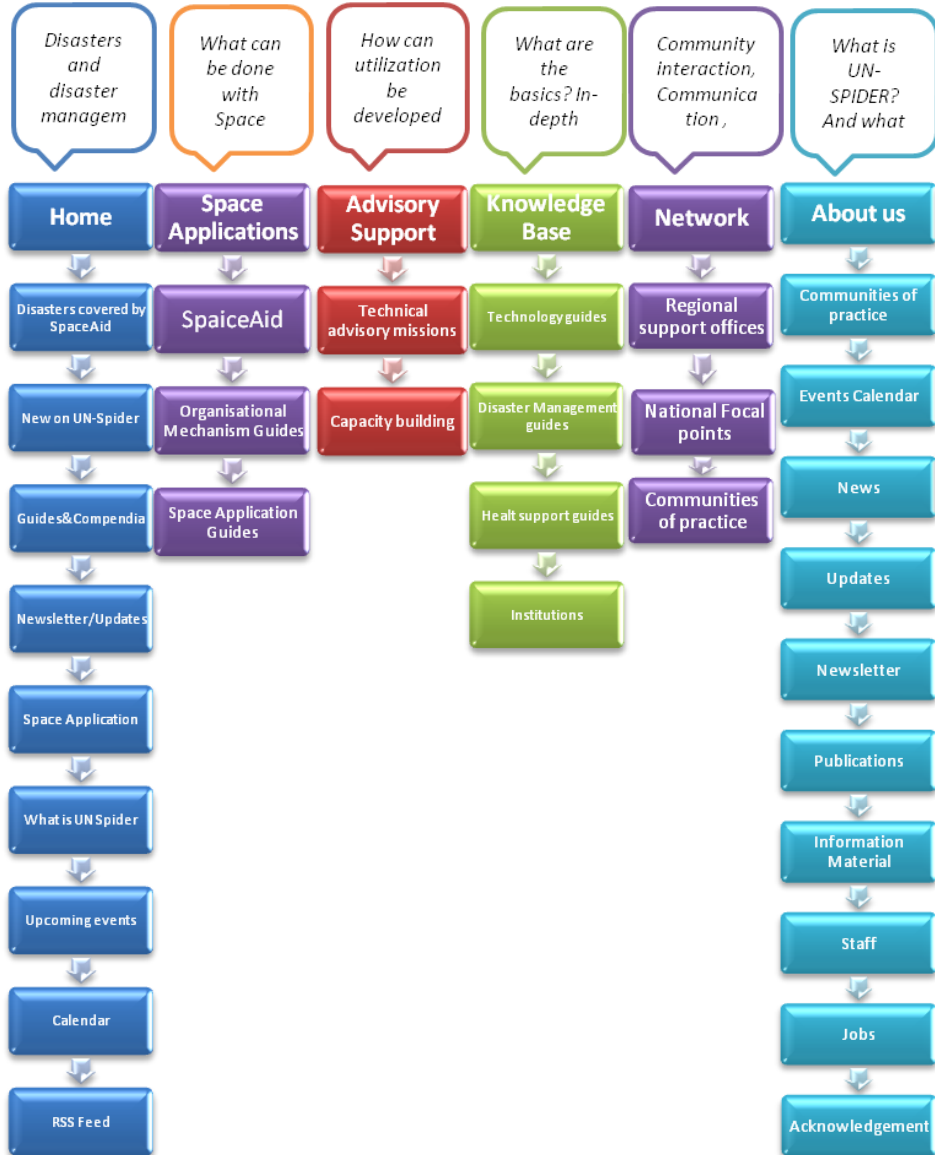 Disasters
and
disaster
managem
What can
be done
with
Space
How can
utilization
be
developed
What are
the
basics? In-
depth
Community
interaction,
Communica
tion ,
What is
UN-
SPIDER?
And what
Home
Disasters covered by
SpaceAid
New on UN-Spider
Guides&Compendia
Newsletter/Updates
Space Application
What is UN Spider
Upcoming events
Calendar
RSS Feed
Space
Applications
SpaiceAid
Organisational
Mechanism Guides
Space Application
Guides
Advisory
Support
Technical
advisory missions
Capacity building
Knowledge
Base
Technology guides
Disaster Management
guides
Healt support guides
Institutions
Network
Regional
support offices
National Focal
points
Communities
of practice
About us
Communities of
practice
Events Calendar
News
Updates
Newsletter
Publications
Information
Material
Staff
Jobs
Acknowledgement